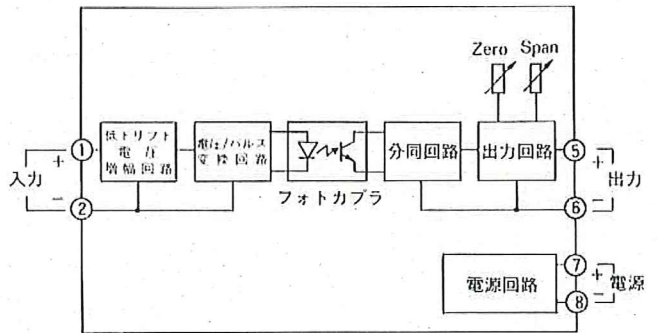 Zero Span
低ドリフト
電圧
増幅回路
電圧/パルス
変換回路
フォトカプラ
分同回路
出力回路
① + 入力 − ②
⑤ + 出力 − ⑥
電源回路
⑦ + 電源 − ⑧